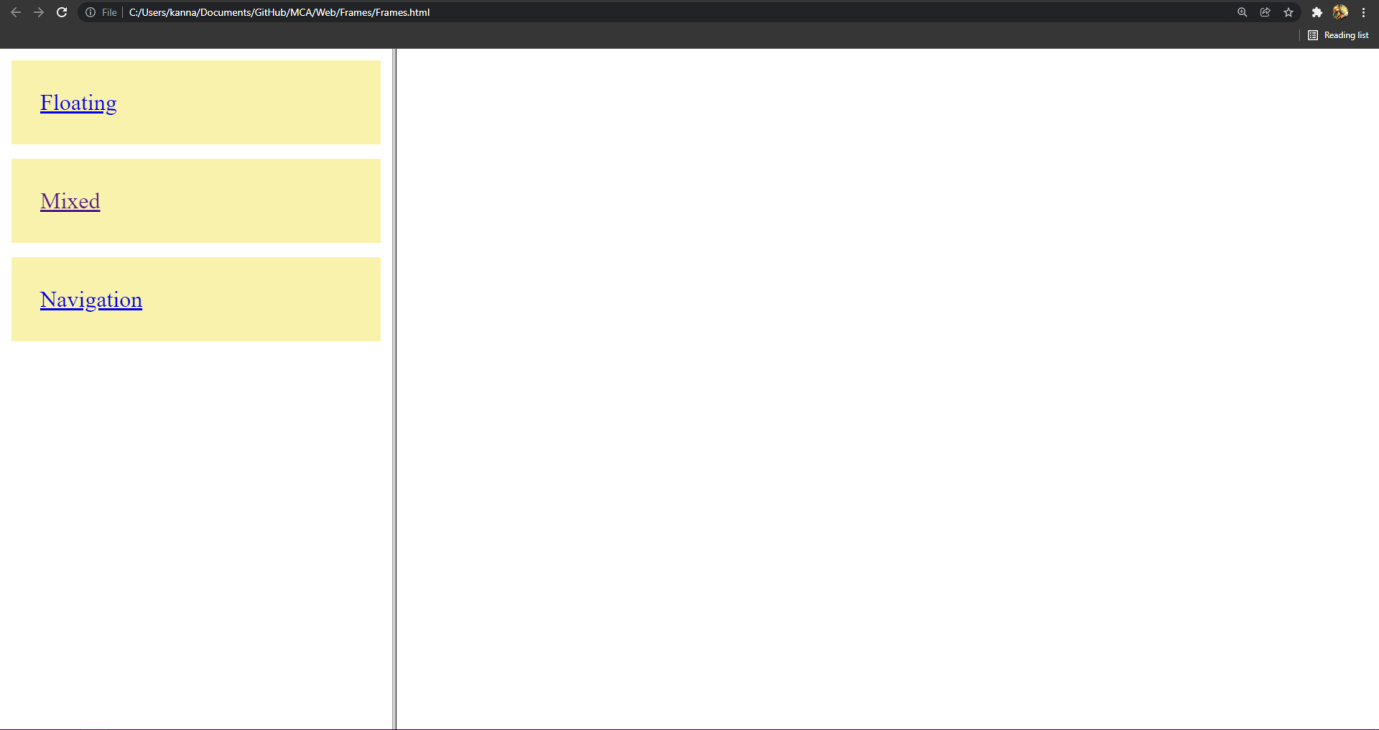 File C:/Users/kanna/Documents/GitHub/MCA/Web/Frames/Frames.html
Reading list
Floating
Mixed
Navigation